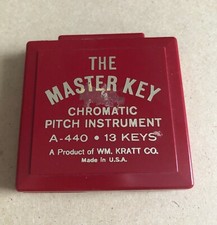 THE
MASTER KEY
CHROMATIC
PITCH INSTRUMENT
A-440 • 13 KEYS
A Product of WM. KRATT CO.
Made in U.S.A.